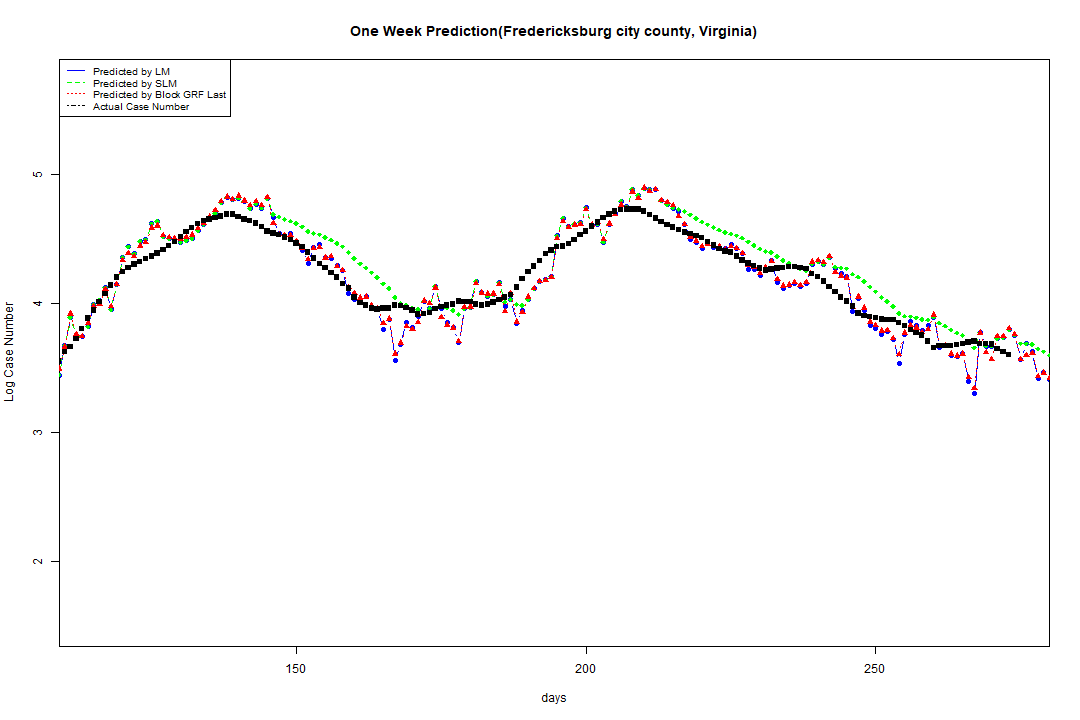 One Week Prediction(Fredericksburg city county, Virginia)
Predicted by LM
Predicted by SLM
Predicted by Block GRF Last
Actual Case Number
5
4
3
2
Log Case Number
150
200
250
days